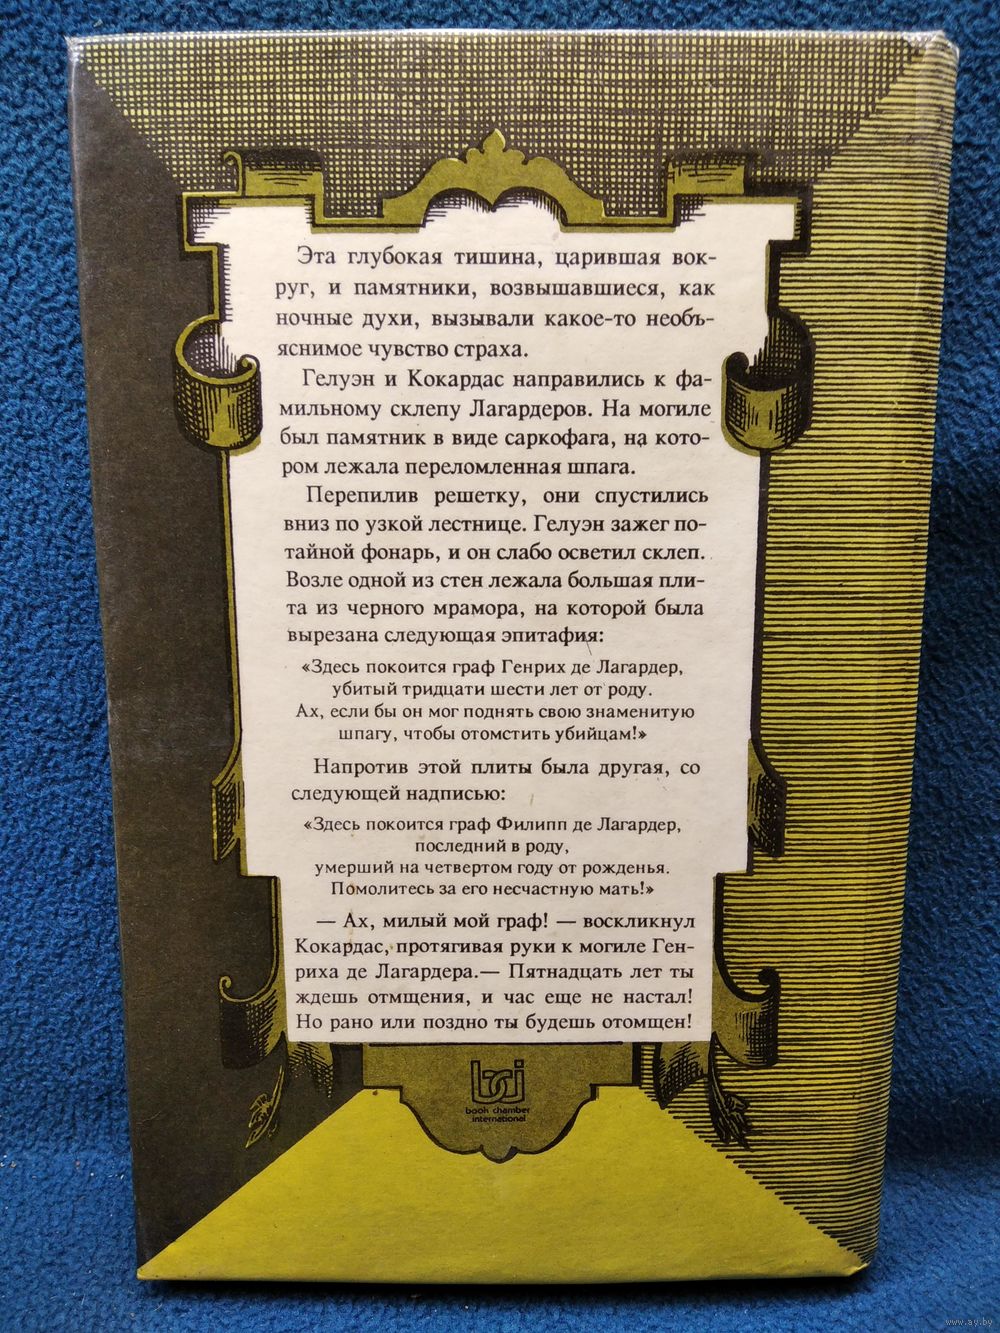 Эта глубокая тишина, царившая вок-
руг, и памятники, возвышавшиеся, как
ночные духи, вызывали какое-то необъ-
яснимое чувство страха.
Гелуэн и Кокардас направились к фа-
мильному склепу Лагардеров. На могиле
был памятник в виде саркофага, на кото-
ром лежала переломленная шпага.
Перепилив решетку, они спустились
вниз по узкой лестнице. Гелуэн зажег по-
тайной фонарь, и он слабо осветил склеп.
Возле одной из стен лежала большая пли-
та из черного мрамора, на которой была
вырезана следующая эпитафия:
«Здесь покоится граф Генрих де Лагардер,
убитый тридцати шести лет от роду.
Ах, если бы он мог поднять свою знаменитую
шпагу, чтобы отомстить убийцам!»
Напротив этой плиты была другая, со
следующей надписью:
«Здесь покоится граф Филипп де Лагардер,
последний в роду,
умерший на четвертом году от рожденья.
Помолитесь за его несчастную мать!»
— Ах, милый мой граф! — воскликнул
Кокардас, протягивая руки к могиле Ген-
риха де Лагардера.— Пятнадцать лет ты
ждешь отмщения, и час еще не настал!
Но рано или поздно ты будешь отомщен!
bci
book chamber
international
www.ay.by